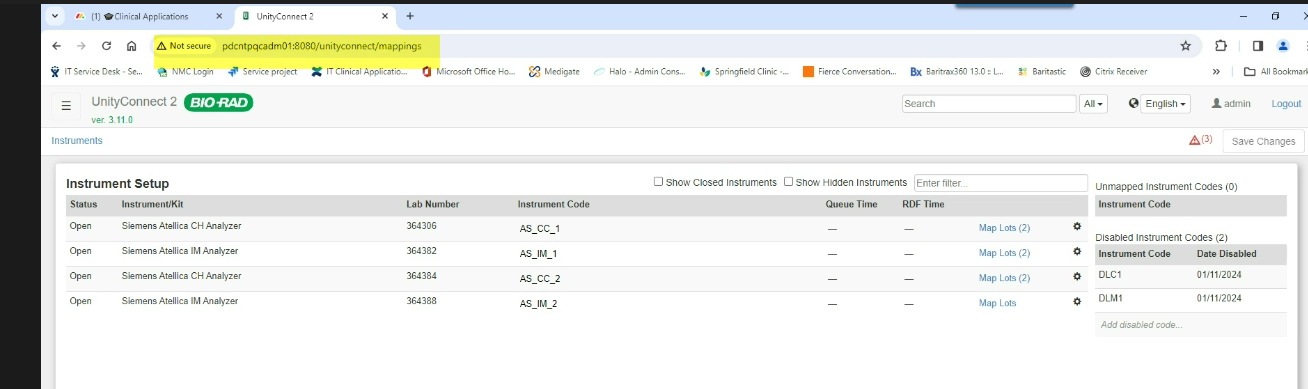 (1) Clinical Applications × UnityConnect 2 × +
Not secure pdcntpqcadm01:8080/unityconnect/mappings
IT Service Desk - Se... NMC Login Service project IT Clinical Applicatio... Microsoft Office Ho... Medigate Halo - Admin Cons... Springfield Clinic -... Fierce Conversation... Bx Baritrax360 13.0 :: L... Baritastic Citrix Receiver » All Bookmark
UnityConnect 2 BIO-RAD Search All English admin Logout
ver. 3.11.0
Instruments (3) Save Changes
Instrument Setup Show Closed Instruments Show Hidden Instruments Enter filter...
Status Instrument/Kit Lab Number Instrument Code Queue Time RDF Time
Open Siemens Atellica CH Analyzer 364306 AS_CC_1 — — Map Lots (2)
Open Siemens Atellica IM Analyzer 364382 AS_IM_1 — — Map Lots (2)
Open Siemens Atellica CH Analyzer 364384 AS_CC_2 — — Map Lots (2)
Open Siemens Atellica IM Analyzer 364388 AS_IM_2 — — Map Lots
Unmapped Instrument Codes (0)
Instrument Code
Disabled Instrument Codes (2)
Instrument Code Date Disabled
DLC1 01/11/2024
DLM1 01/11/2024
Add disabled code...